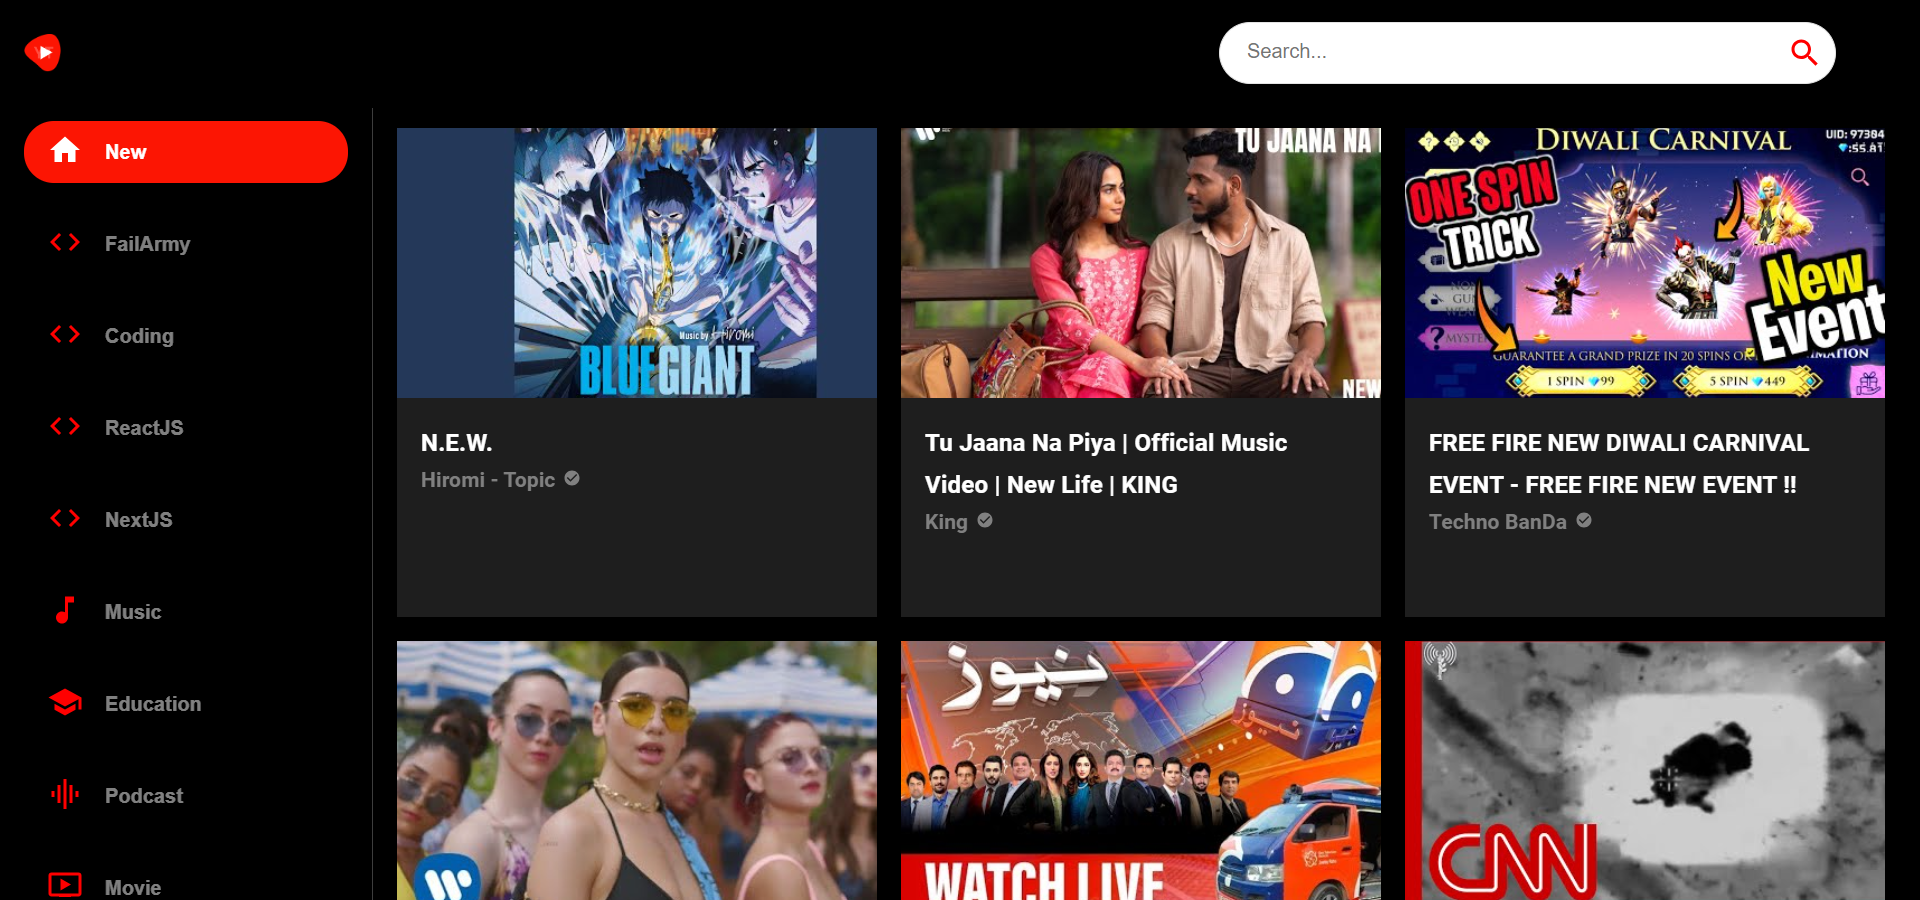 Search...
New
FailArmy
Coding
ReactJS
NextJS
Music
Education
Podcast
Movie
Music by Hiromi
BLUE GIANT
N.E.W.
Hiromi - Topic
TU JAANA NA
NEW
Tu Jaana Na Piya | Official Music
Video | New Life | KING
King
DIWALI CARNIVAL
UID: 97304
ONE SPIN
TRICK
New
Event
GUARANTEE A GRAND PRIZE IN 20 SPINS OR
1 SPIN 99
5 SPIN 449
FREE FIRE NEW DIWALI CARNIVAL
EVENT - FREE FIRE NEW EVENT !!
Techno BanDa
نیوز
WATCH LIVE
CNN